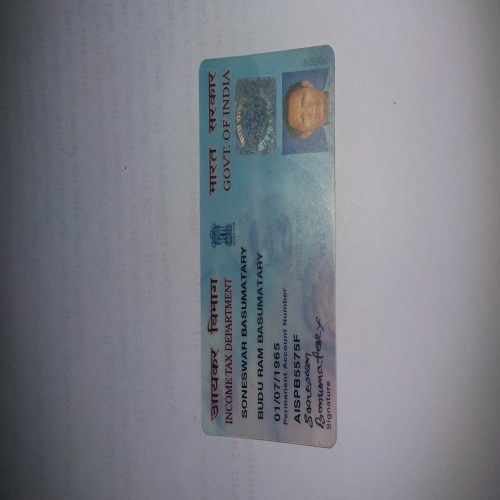 आयकर विभाग
INCOME TAX DEPARTMENT
भारत सरकार
GOVT. OF INDIA
SONESWAR BASUMATARY
BUDU RAM BASUMATARY
01/07/1965
Permanent Account Number
AISPB5575F
Soneswar
Basumatary
Signature